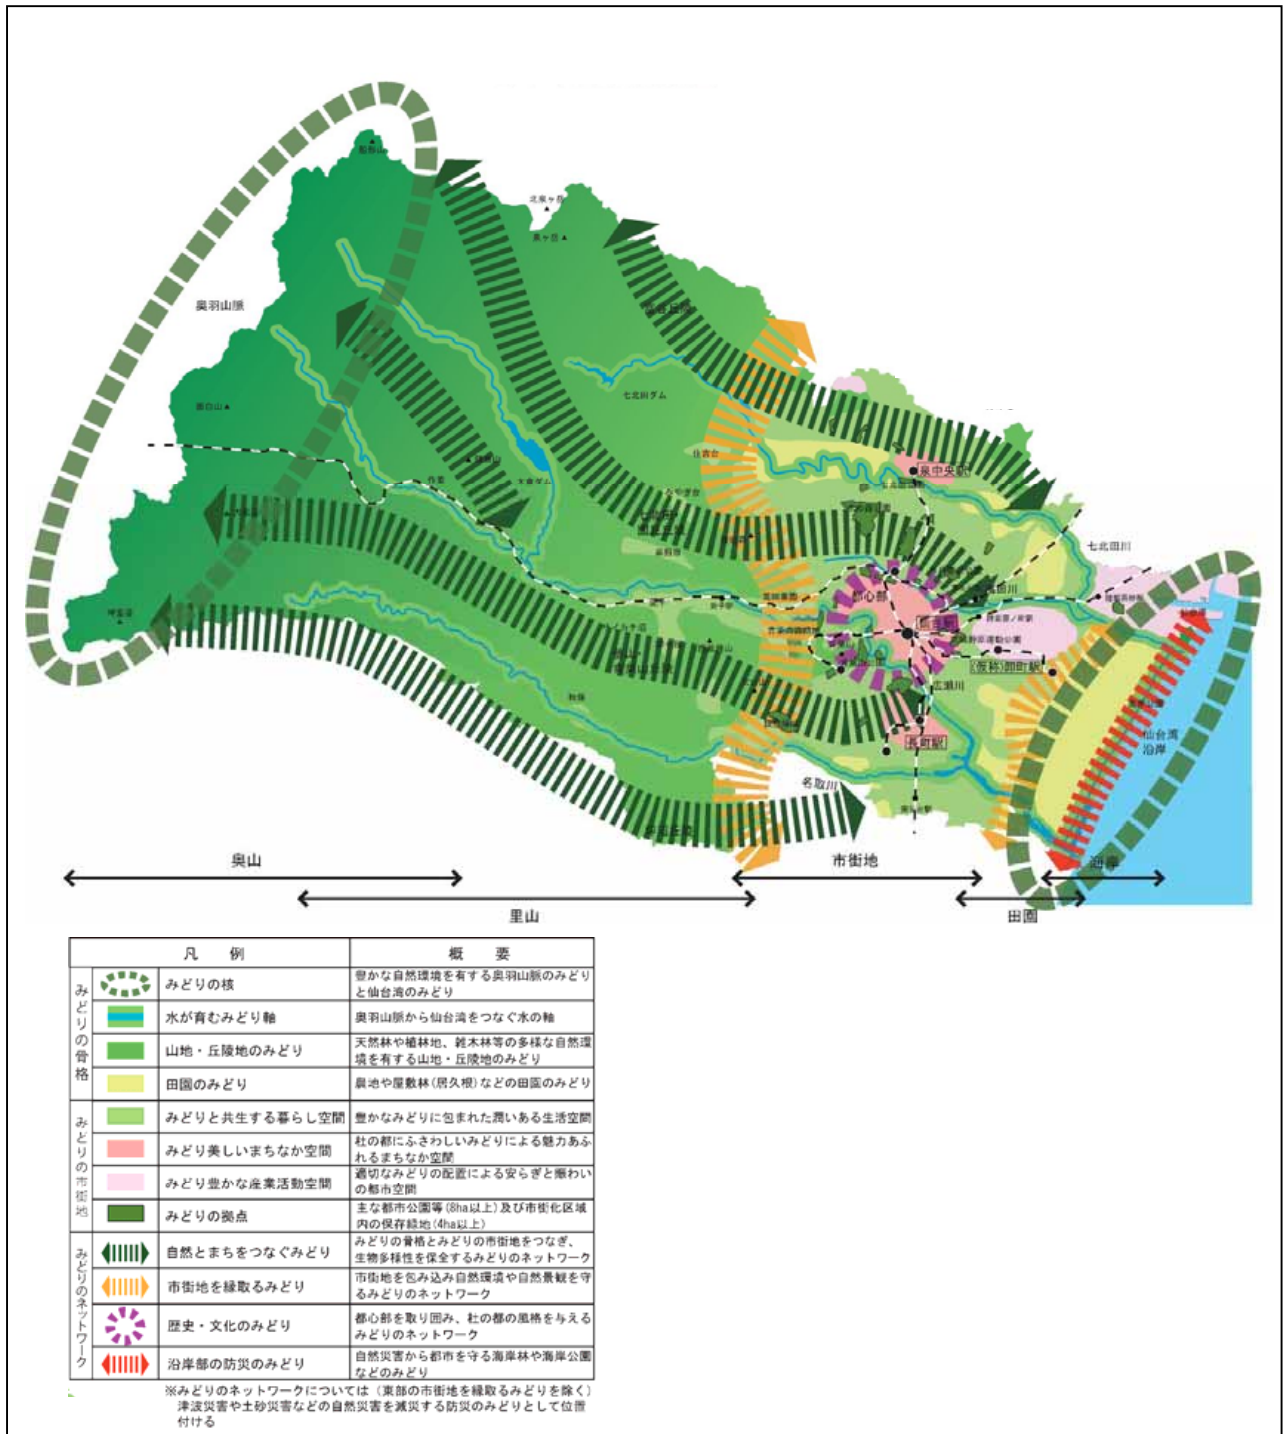 船形山
北泉ヶ岳
泉ヶ岳
奥羽山脈
七北田ダム
面白山
住吉台
泉中央駅
作並
大倉ダム
七北田川
都心部
仙台駅
(仮称)卸町駅
広瀬川
長町駅
仙台湾
沿岸
名取川
奥山
市街地
海岸
里山
田園
凡　例
概　要
みどりの骨格
みどりの核
豊かな自然環境を有する奥羽山脈のみどり
と仙台湾のみどり
水が育むみどり軸
奥羽山脈から仙台湾をつなぐ水の軸
山地・丘陵地のみどり
天然林や植林地、雑木林等の多様な自然環
境を有する山地・丘陵地のみどり
田園のみどり
農地や屋敷林(居久根)などの田園のみどり
みどりの市街地
みどりと共生する暮らし空間
豊かなみどりに包まれた潤いある生活空間
みどり美しいまちなか空間
杜の都にふさわしいみどりによる魅力あふ
れるまちなか空間
みどり豊かな産業活動空間
適切なみどりの配置による安らぎと賑わい
の都市空間
みどりの拠点
主な都市公園等(8ha以上)及び市街化区域
内の保存緑地(4ha以上)
みどりのネットワーク
自然とまちをつなぐみどり
みどりの骨格とみどりの市街地をつなぎ、
生物多様性を保全するみどりのネットワーク
市街地を縁取るみどり
市街地を包み込み自然環境や自然景観を守
るみどりのネットワーク
歴史・文化のみどり
都心部を取り囲み、杜の都の風格を与える
みどりのネットワーク
沿岸部の防災のみどり
自然災害から都市を守る海岸林や海岸公園
などのみどり
※みどりのネットワークについては（東部の市街地を縁取るみどりを除く）
津波災害や土砂災害などの自然災害を減災する防災のみどりとして位置
付ける